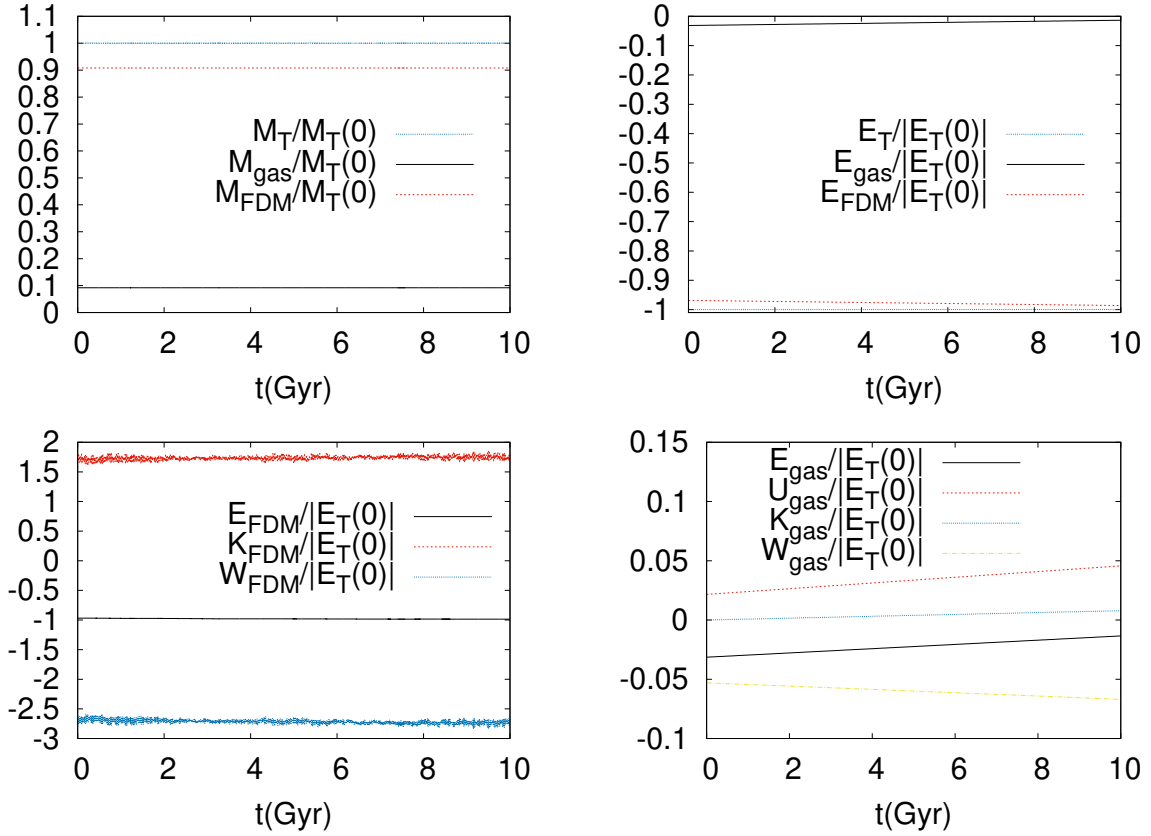 1.1
1
0.9
0.8
0.7
0.6
0.5
0.4
0.3
0.2
0.1
0
M_T/M_T(0)
M_gas/M_T(0)
M_FDM/M_T(0)
0 2 4 6 8 10
t(Gyr)
0
-0.1
-0.2
-0.3
-0.4
-0.5
-0.6
-0.7
-0.8
-0.9
-1
E_T/|E_T(0)|
E_gas/|E_T(0)|
E_FDM/|E_T(0)|
0 2 4 6 8 10
t(Gyr)
2
1.5
1
0.5
0
-0.5
-1
-1.5
-2
-2.5
-3
E_FDM/|E_T(0)|
K_FDM/|E_T(0)|
W_FDM/|E_T(0)|
0 2 4 6 8 10
t(Gyr)
0.15
0.1
0.05
0
-0.05
-0.1
E_gas/|E_T(0)|
U_gas/|E_T(0)|
K_gas/|E_T(0)|
W_gas/|E_T(0)|
0 2 4 6 8 10
t(Gyr)